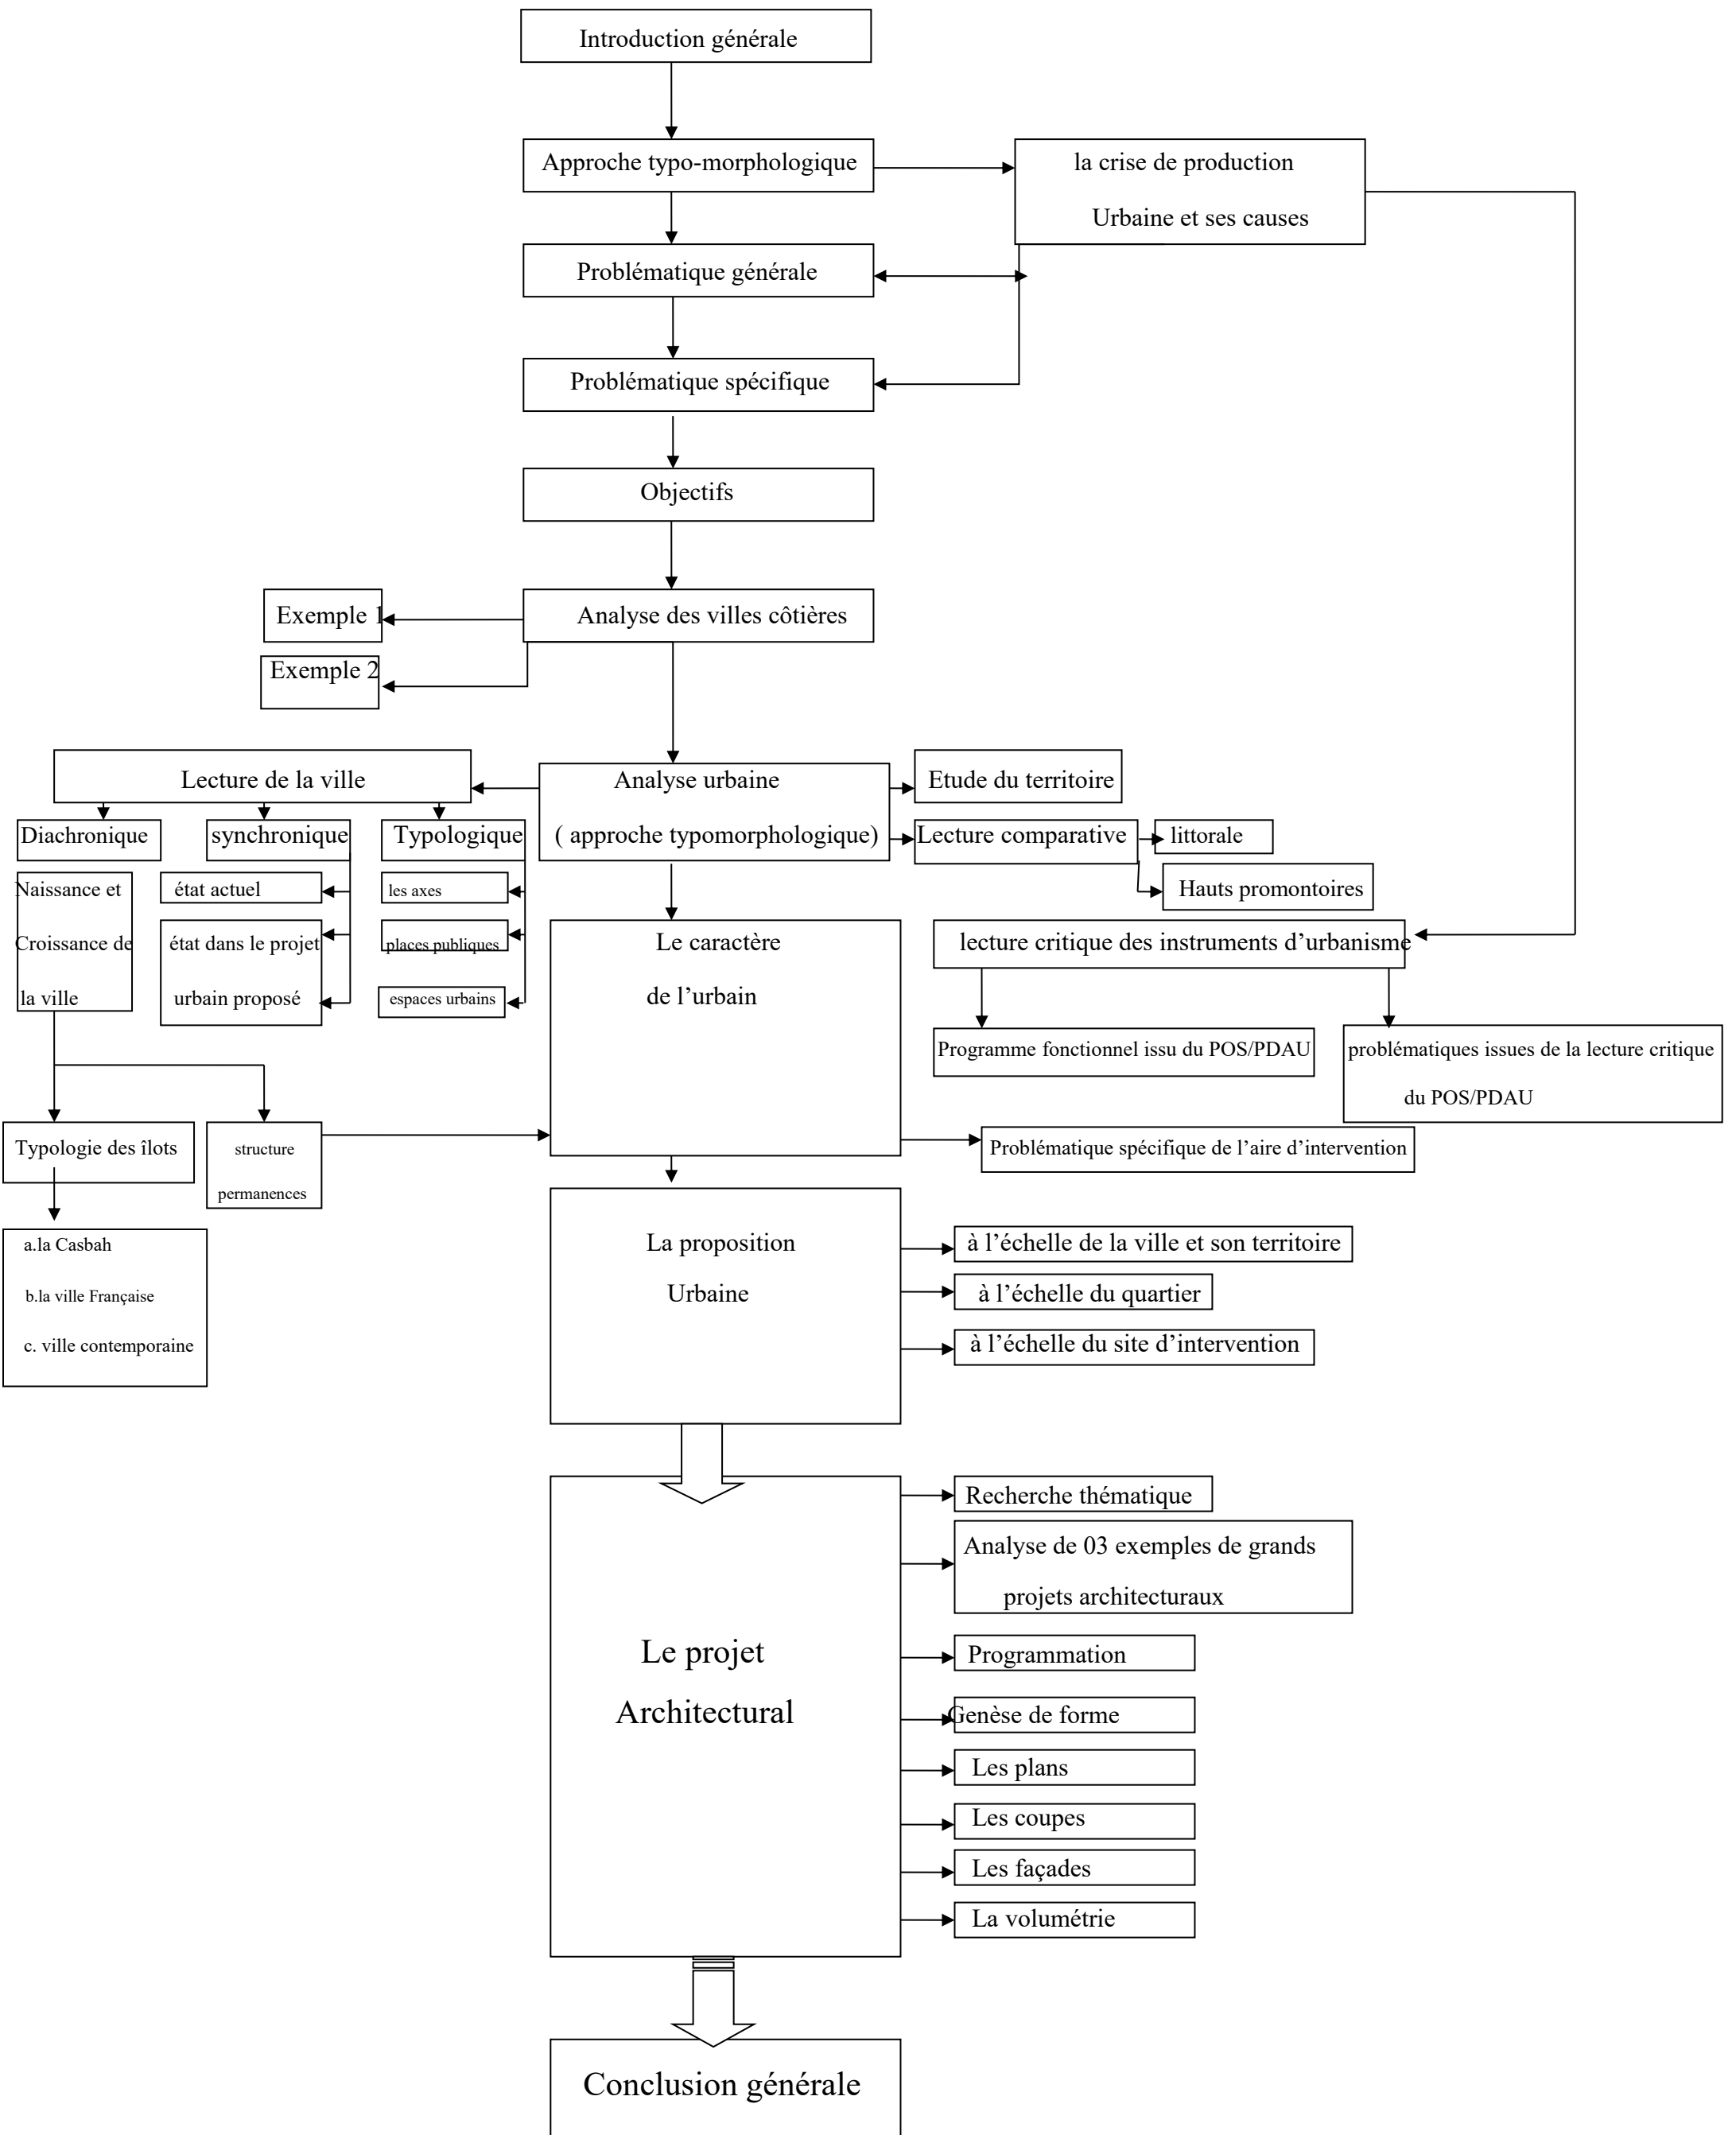 Introduction générale
Approche typo-morphologique
la crise de production
Urbaine et ses causes
Problématique générale
Problématique spécifique
Objectifs
Analyse des villes côtières
Exemple 1
Exemple 2
Lecture de la ville
Analyse urbaine
( approche typomorphologique)
Etude du territoire
Lecture comparative
littorale
Hauts promontoires
Diachronique
synchronique
Typologique
Naissance et
Croissance de
la ville
état actuel
état dans le projet
urbain proposé
les axes
places publiques
espaces urbains
Le caractère
de l’urbain
lecture critique des instruments d’urbanisme
Programme fonctionnel issu du POS/PDAU
problématiques issues de la lecture critique
du POS/PDAU
Typologie des îlots
structure
permanences
Problématique spécifique de l’aire d’intervention
a.la Casbah
b.la ville Française
c. ville contemporaine
La proposition
Urbaine
à l’échelle de la ville et son territoire
à l’échelle du quartier
à l’échelle du site d’intervention
Le projet
Architectural
Recherche thématique
Analyse de 03 exemples de grands
projets architecturaux
Programmation
Genèse de forme
Les plans
Les coupes
Les façades
La volumétrie
Conclusion générale